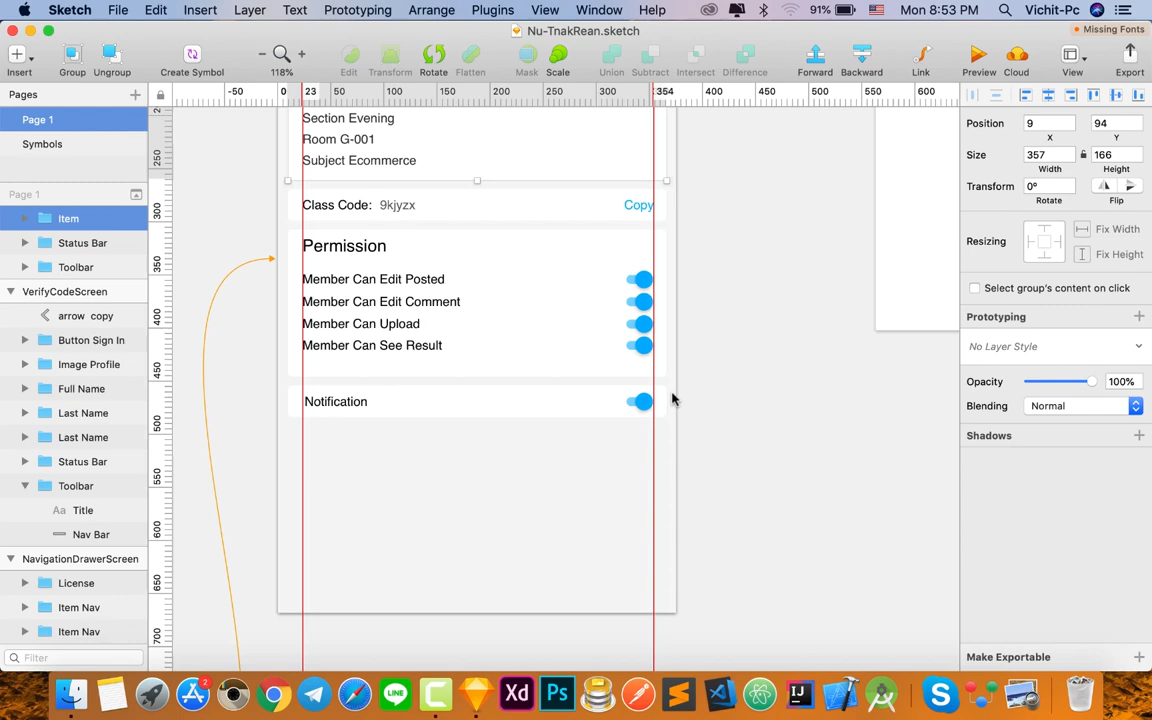 Sketch File Edit Insert Layer Text Prototyping Arrange Plugins View Window Help 91% Mon 8:53 PM Vichit-Pc
Nu-TnakRean.sketch Missing Fonts
Insert Group Ungroup Create Symbol 118% Edit Transform Rotate Flatten Mask Scale Union Subtract Intersect Difference Forward Backward Link Preview Cloud View Export
Pages
-50 0 23 50 100 150 200 250 300 354 400 450 500 550 600
Page 1
Symbols
Page 1
Item
Status Bar
Toolbar
VerifyCodeScreen
arrow copy
Button Sign In
Image Profile
Full Name
Last Name
Last Name
Status Bar
Toolbar
Aa Title
Nav Bar
NavigationDrawerScreen
License
Item Nav
Item Nav
Filter
250
300
350
400
450
500
550
600
650
700
Section Evening
Room G-001
Subject Ecommerce
Class Code: 9kjyzx Copy
Permission
Member Can Edit Posted
Member Can Edit Comment
Member Can Upload
Member Can See Result
Notification
Position 9 94
X Y
Size 357 166
Width Height
Transform 0°
Rotate Flip
Resizing Fix Width
Fix Height
Select group's content on click
Prototyping
No Layer Style
Opacity 100%
Blending Normal
Shadows
Make Exportable
2
Xd Ps
LINE
IJ
S